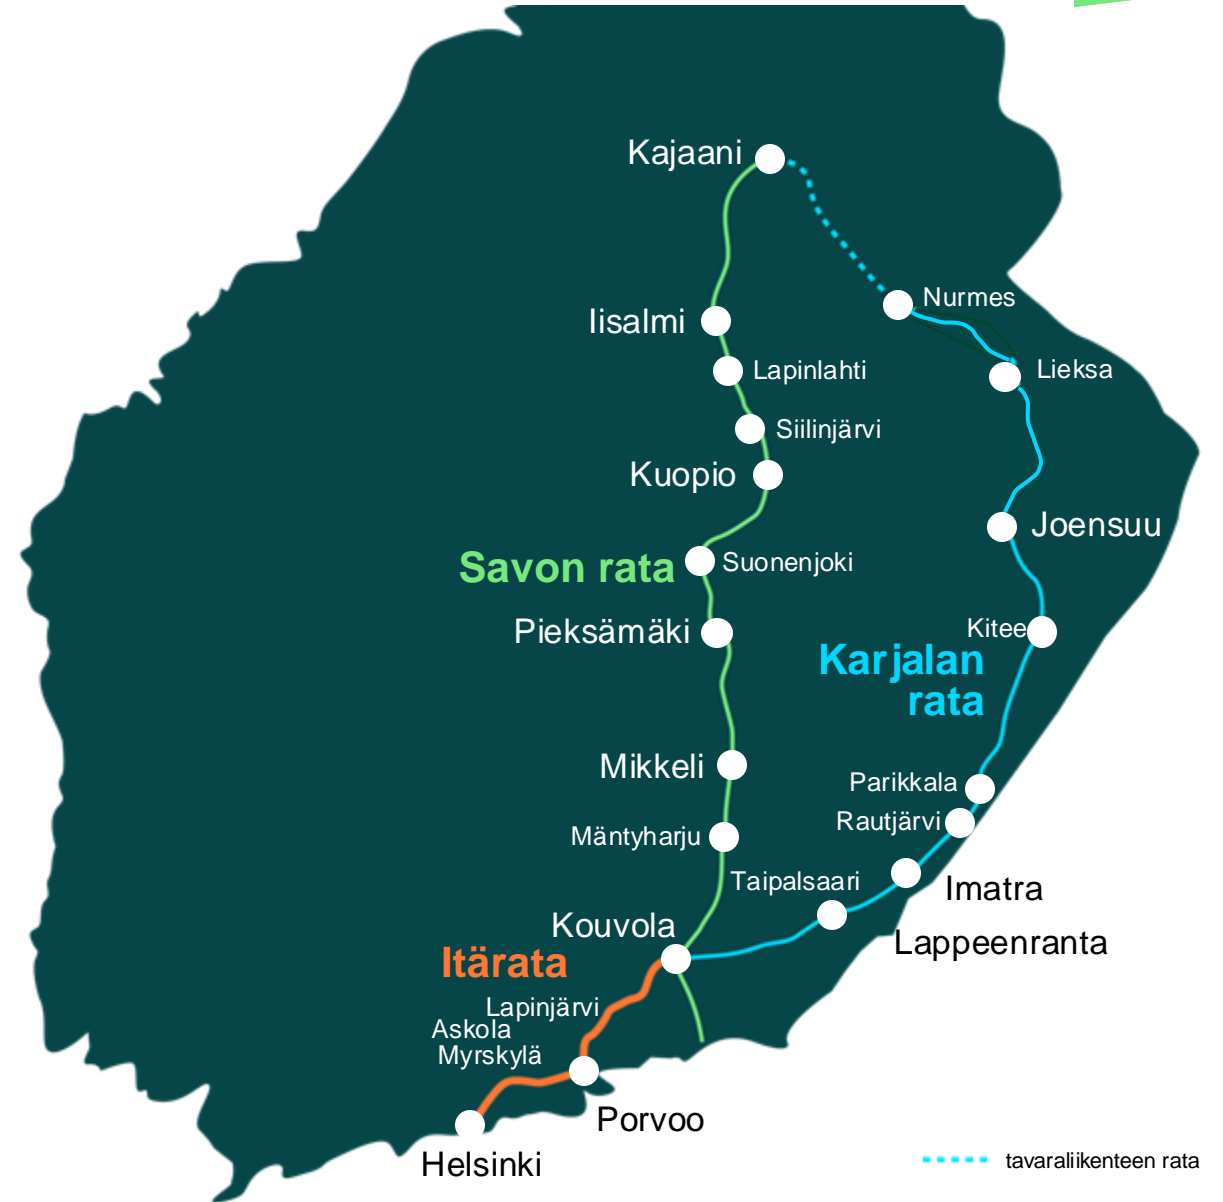 Kajaani
Nurmes
Iisalmi
Lapinlahti
Lieksa
Siilinjärvi
Kuopio
Joensuu
Savon rata
Suonenjoki
Pieksämäki
Kitee
Karjalan
rata
Mikkeli
Parikkala
Rautjärvi
Mäntyharju
Taipalsaari
Imatra
Kouvola
Lappeenranta
Itärata
Lapinjärvi
Askola
Myrskylä
Porvoo
Helsinki
tavaraliikenteen rata